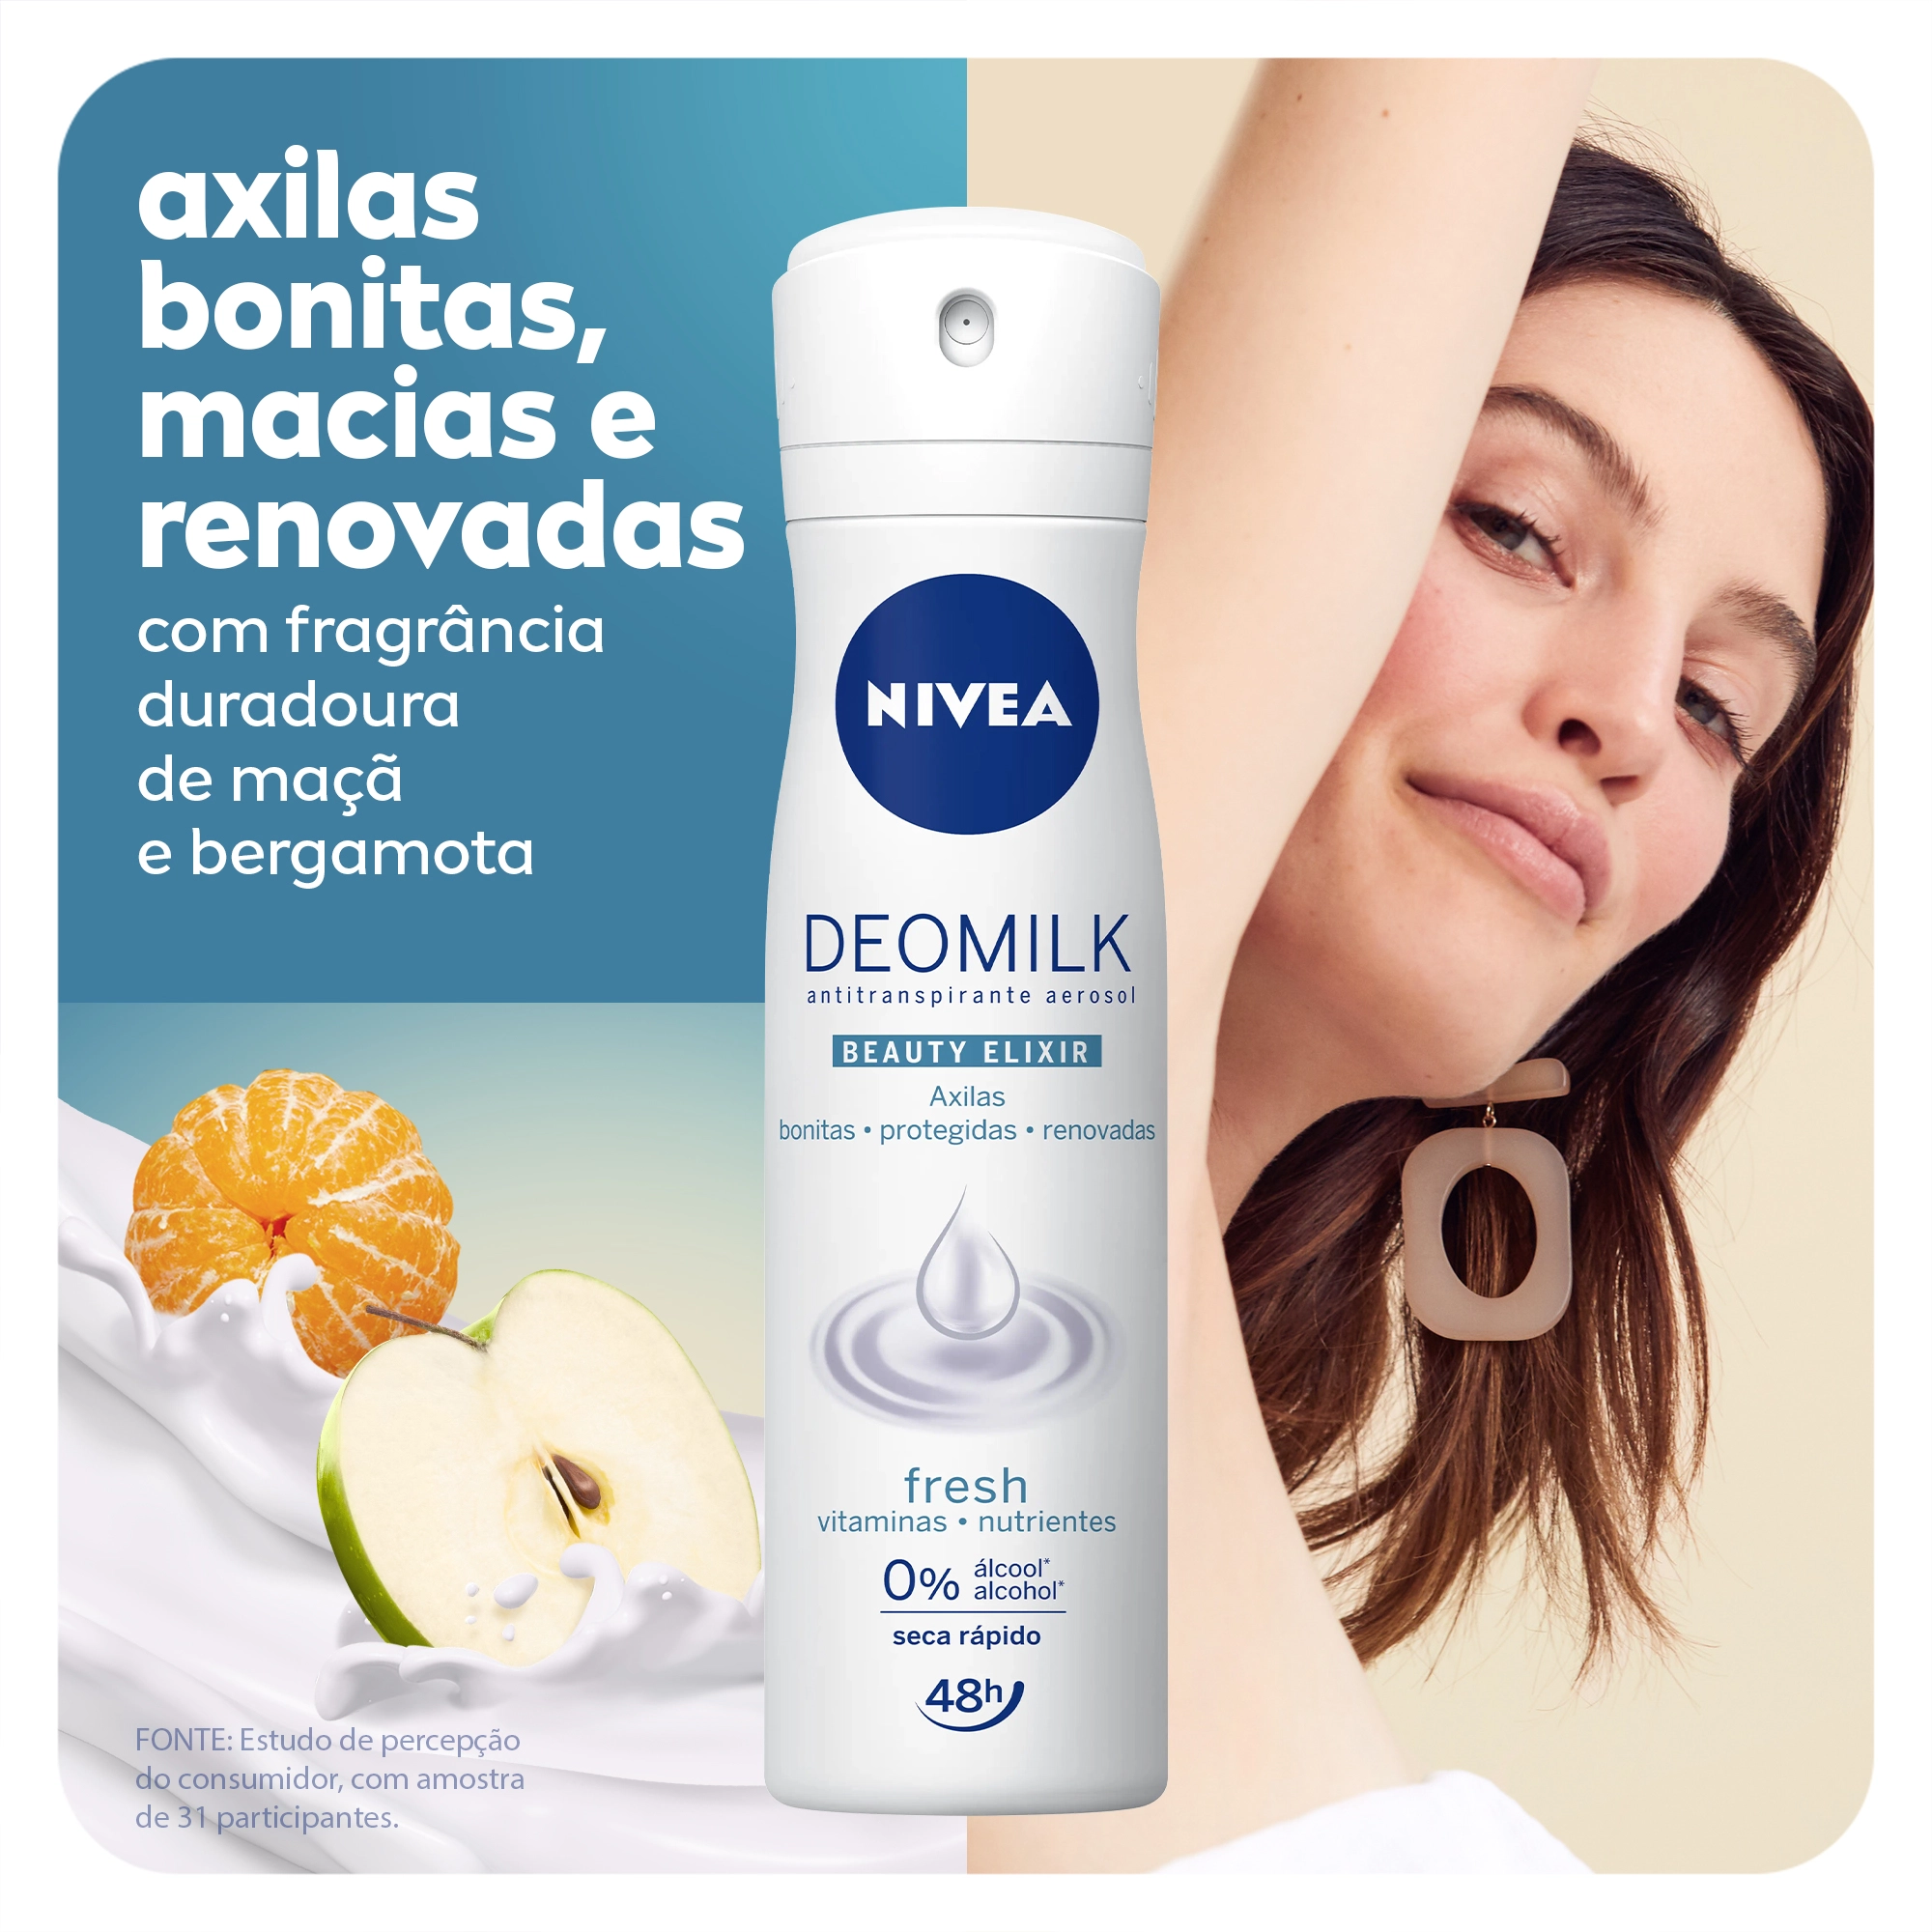 axilas
bonitas,
macias e
renovadas
com fragrância
duradoura
de maçã
e bergamota
NIVEA
DEOMILK
antitranspirante aerosol
BEAUTY ELIXIR
Axilas
bonitas • protegidas • renovadas
fresh
vitaminas • nutrientes
0% álcool*
alcohol*
seca rápido
48h
FONTE: Estudo de percepção
do consumidor, com amostra
de 31 participantes.